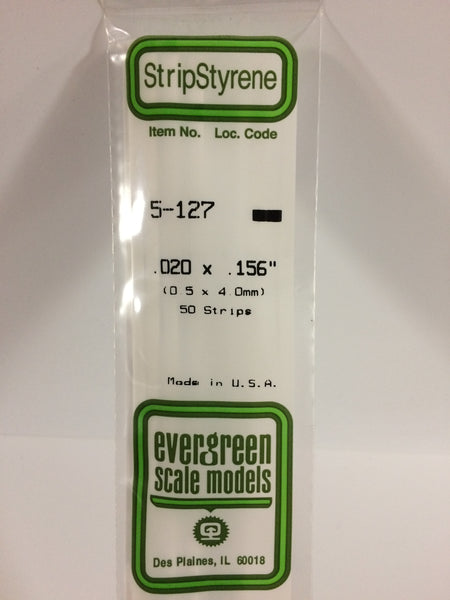 StripStyrene
Item No. Loc. Code
5-127
.020 x .156"
(0.5 x 4.0mm)
50 Strips
Made in U.S.A.
evergreen
scale models
Des Plaines, IL 60018